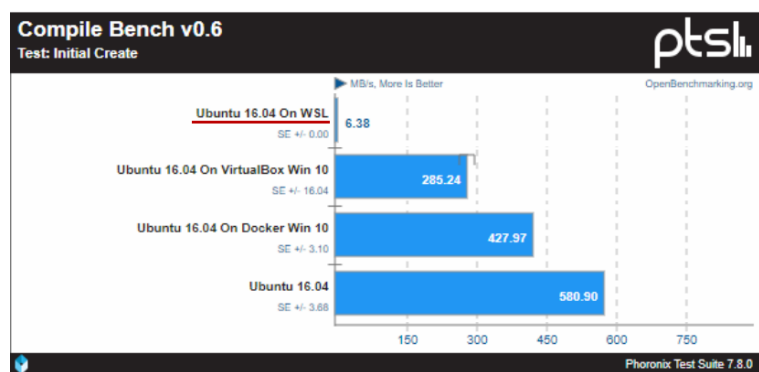 Compile Bench v0.6
Test: Initial Create
ptsl
MB/s, More Is Better
OpenBenchmarking.org
Ubuntu 16.04 On WSL
SE +/- 0.00
6.38
Ubuntu 16.04 On VirtualBox Win 10
SE +/- 16.04
285.24
Ubuntu 16.04 On Docker Win 10
SE +/- 3.10
427.97
Ubuntu 16.04
SE +/- 3.68
580.90
150 300 450 600 750
Phoronix Test Suite 7.8.0